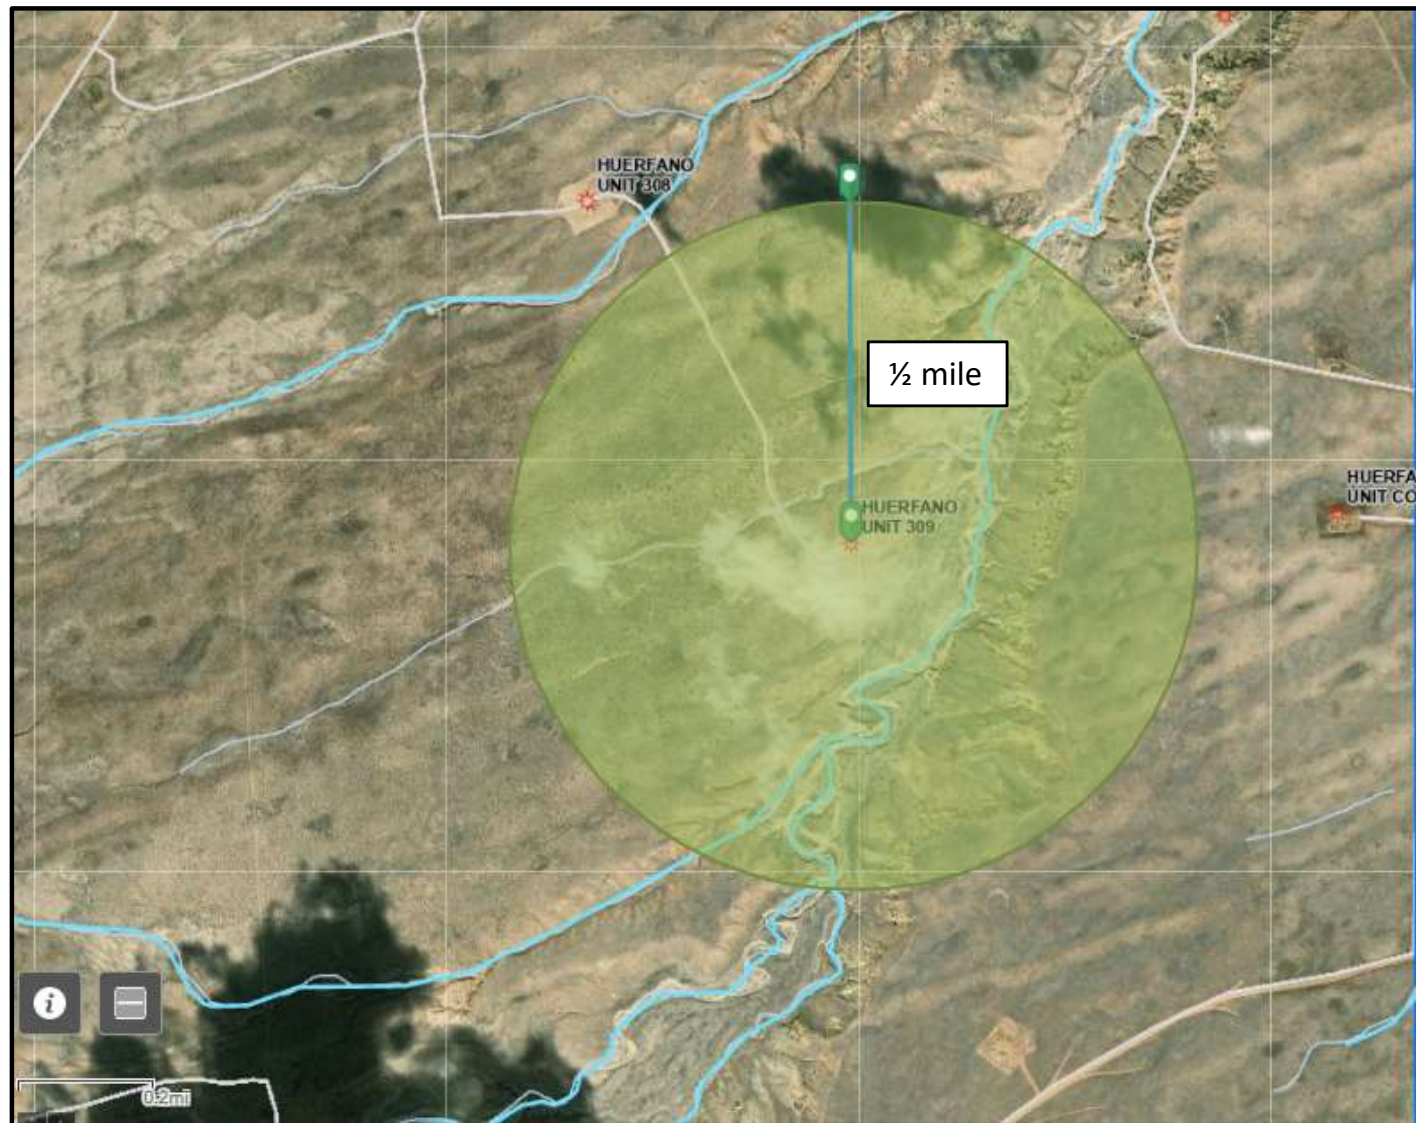 HUERFANO
UNIT 308
½ mile
HUERFA
UNIT CO
HUERFANO
UNIT 309
i
0.2mi